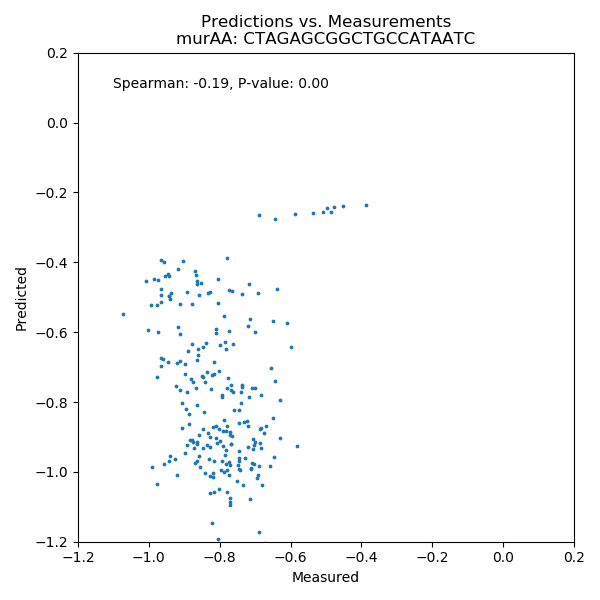 Predictions vs. Measurements
murAA: CTAGAGCGGCTGCCATAATC
Spearman: -0.19, P-value: 0.00
0.2
0.0
−0.2
−0.4
−0.6
−0.8
−1.0
−1.2
Predicted
−1.2 −1.0 −0.8 −0.6 −0.4 −0.2 0.0 0.2
Measured